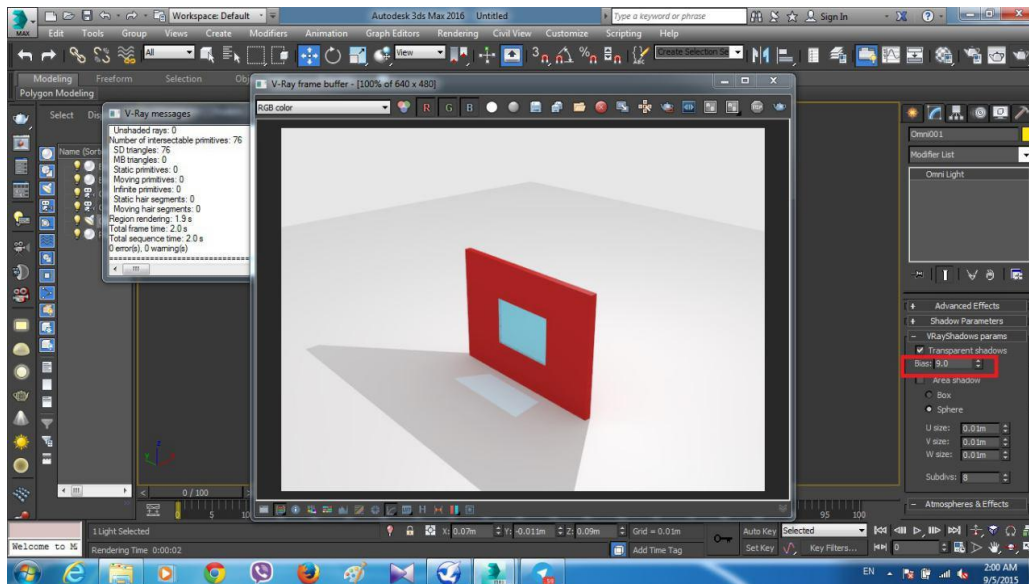 Workspace: Default
Autodesk 3ds Max 2016 Untitled
Type a keyword or phrase
Sign In
MAX
Edit Tools Group Views Create Modifiers Animation Graph Editors Rendering Civil View Customize Scripting Help
All
View
Create Selection Se
Modeling Freeform Selection Obj
Polygon Modeling
Select Dis
Name (Sort
V-Ray messages
Unshaded rays: 0
Number of intersectable primitives: 76
SD triangles: 76
MB triangles: 0
Static primitives: 0
Moving primitives: 0
Infinite primitives: 0
Static hair segments: 0
Moving hair segments: 0
Region rendering: 1.9 s
Total frame time: 2.0 s
Total sequence time: 2.0 s
0 error(s), 0 warning(s)
V-Ray frame buffer - [100% of 640 x 480]
RGB color
R G B
Omni001
Modifier List
Omni Light
+ Advanced Effects
+ Shadow Parameters
- VRayShadows params
Transparent shadows
Bias: 9.0
Area shadow
Box
Sphere
U size: 0.01m
V size: 0.01m
W size: 0.01m
Subdivs: 8
- Atmospheres & Effects
z
0 / 100
0 5 10
95 100
1 Light Selected
X: 0.07m Y: -0.011m Z: 0.09m Grid = 0.01m
Auto Key Selected
Welcome to M
Rendering Time 0:00:02
Add Time Tag
Set Key Key Filters...
0
EN
2:00 AM
9/5/2015